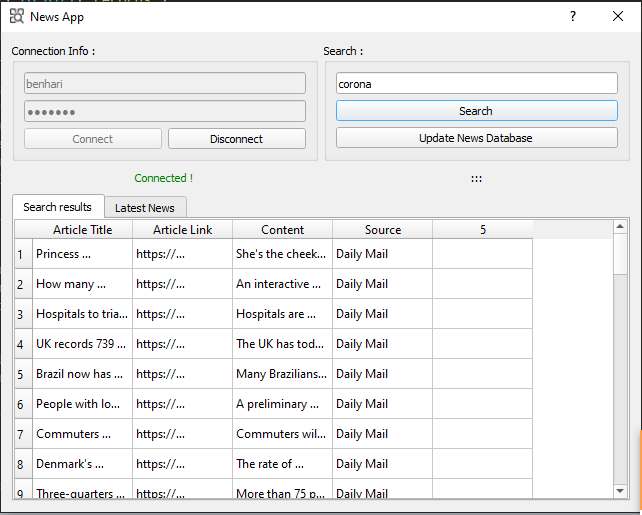 News App
Connection Info :
Search :
benhari
corona
●●●●●●●
Search
Connect
Disconnect
Update News Database
Connected !
:::
Search results
Latest News
Article Title Article Link Content Source 5
1 Princess ... https://... She's the cheek... Daily Mail
2 How many ... https://... An interactive ... Daily Mail
3 Hospitals to tria... https://... Hospitals are ... Daily Mail
4 UK records 739 ... https://... The UK has tod... Daily Mail
5 Brazil now has ... https://... Many Brazilians... Daily Mail
6 People with lo... https://... A preliminary ... Daily Mail
7 Commuters ... https://... Commuters wil... Daily Mail
8 Denmark's ... https://... The rate of ... Daily Mail
9 Three-quarters ... https://... More than 75 p... Daily Mail